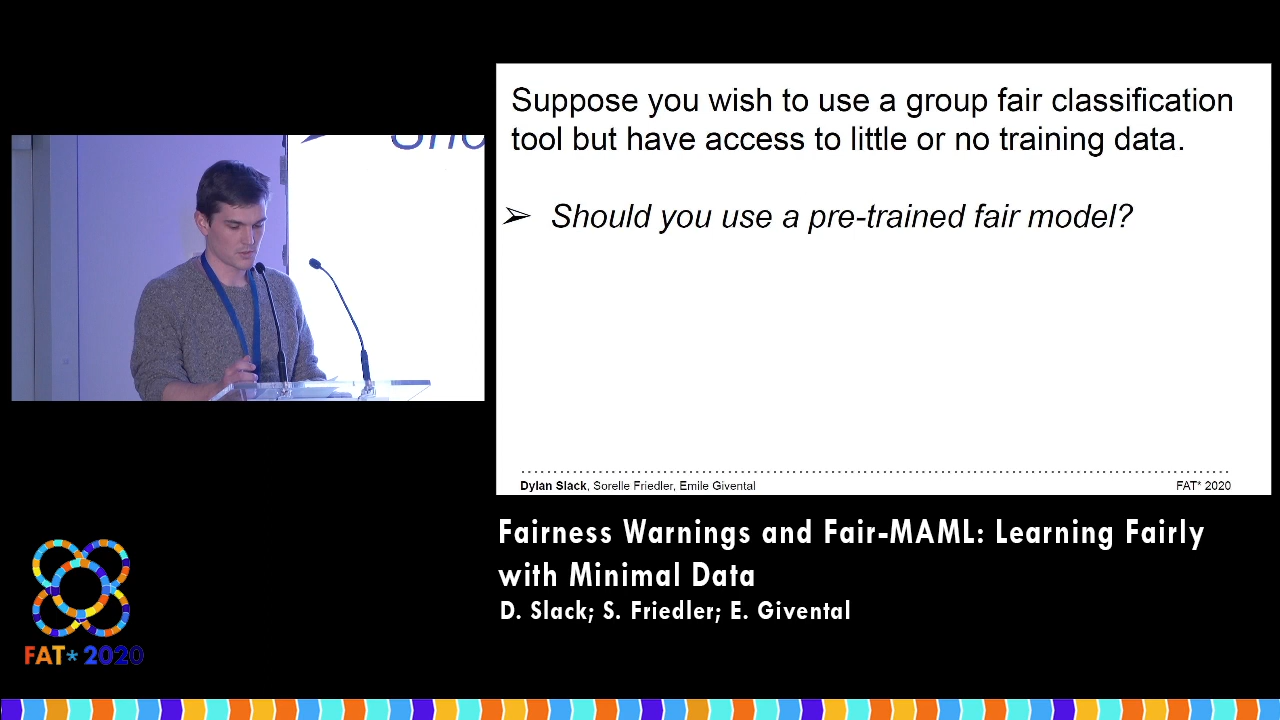 Sho
Suppose you wish to use a group fair classification
tool but have access to little or no training data.
➢ Should you use a pre-trained fair model?
Dylan Slack, Sorelle Friedler, Emile Givental
FAT* 2020
Fairness Warnings and Fair-MAML: Learning Fairly
with Minimal Data
D. Slack; S. Friedler; E. Givental
FAT* 2020